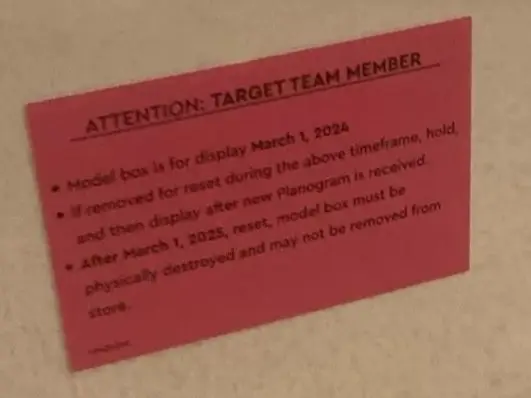 ATTENTION: TARGET TEAM MEMBER
• Model box is for display March 1, 2024
• If removed for reset during the above timeframe, hold,
and then display after new Planogram is received.
• After March 1, 2025, reset, model box must be
physically destroyed and may not be removed from
store.